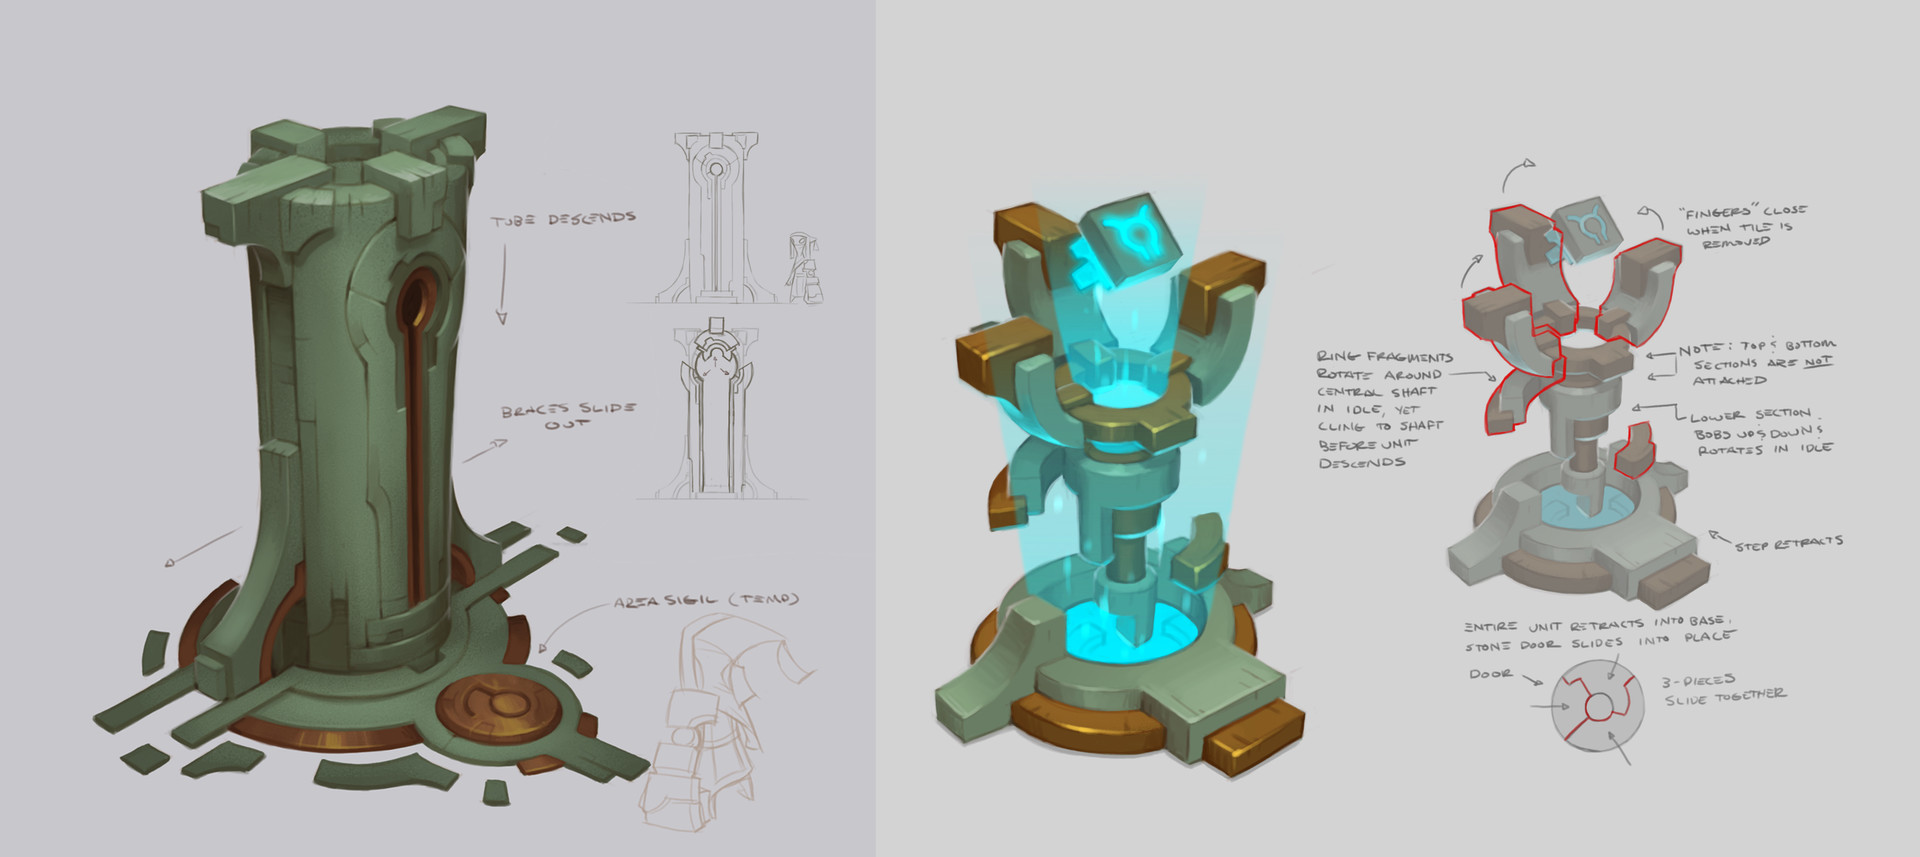 TUBE DESCENDS
BRACES SLIDE
OUT
AREA SIGIL (TEMP)
"FINGERS" CLOSE
WHEN TILE IS
REMOVED
RING FRAGMENTS
ROTATE AROUND
CENTRAL SHAFT
IN IDLE, YET
CLING TO SHAFT
BEFORE UNIT
DESCENDS
NOTE: TOP & BOTTOM
SECTIONS ARE NOT
ATTACHED
LOWER SECTION
BOBS UP & DOWN &
ROTATES IN IDLE
STEP RETRACTS
ENTIRE UNIT RETRACTS INTO BASE,
STONE DOOR SLIDES INTO PLACE
DOOR
3-PIECES
SLIDE TOGETHER